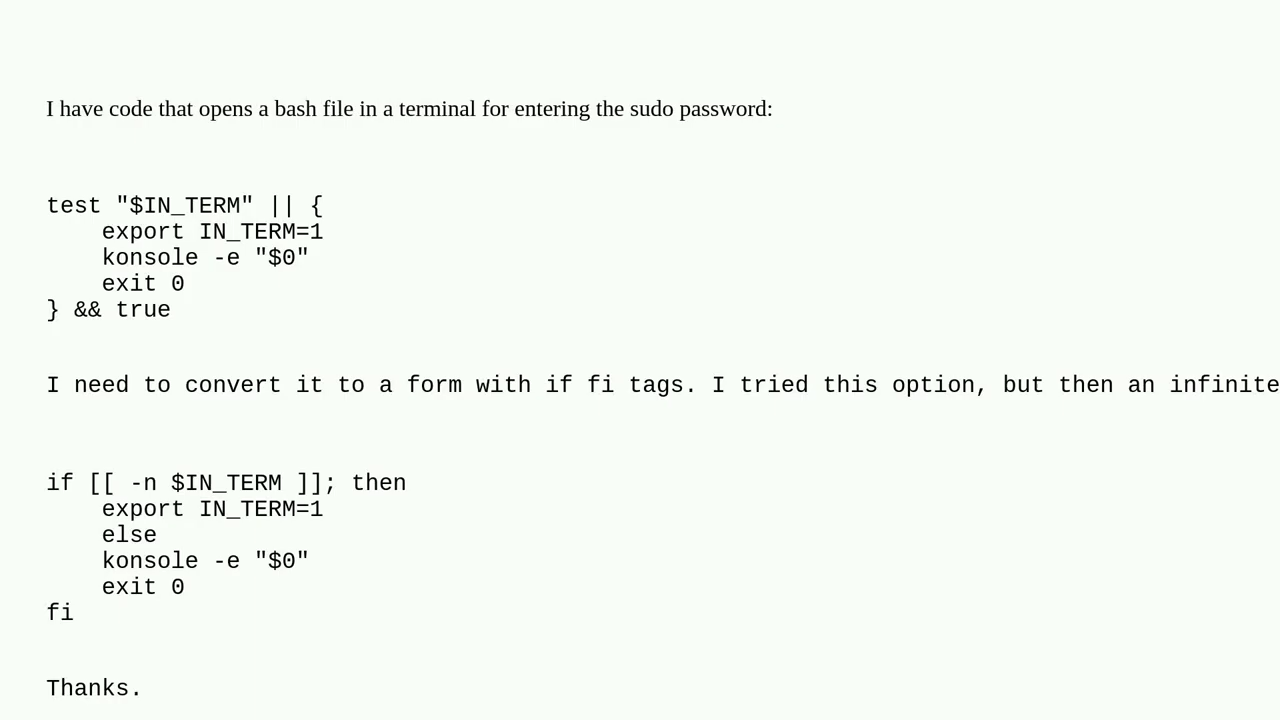 I have code that opens a bash file in a terminal for entering the sudo password:
test "$IN_TERM" || {
    export IN_TERM=1
    konsole -e "$0"
    exit 0
} && true
I need to convert it to a form with if fi tags. I tried this option, but then an infinite
if [[ -n $IN_TERM ]]; then
    export IN_TERM=1
    else
    konsole -e "$0"
    exit 0
fi
Thanks.